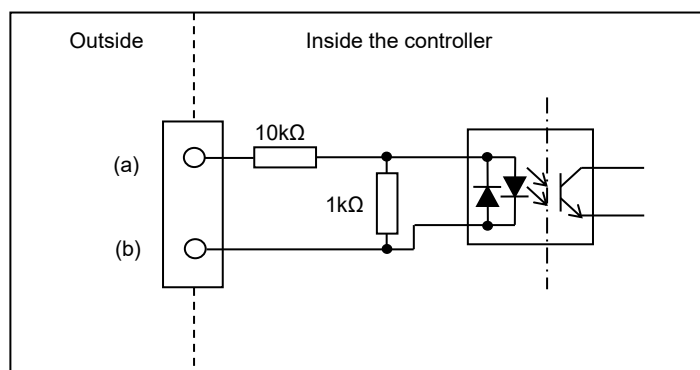 Outside
Inside the controller
10kΩ
(a)
1kΩ
(b)